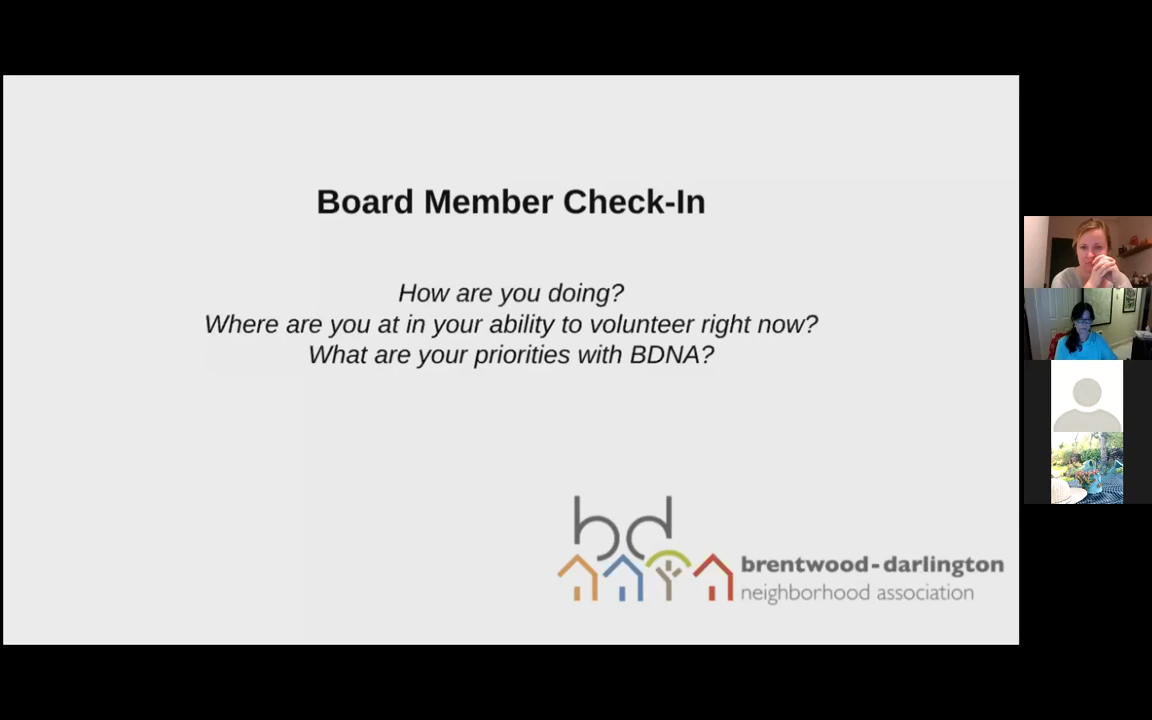 Board Member Check-In
How are you doing?
Where are you at in your ability to volunteer right now?
What are your priorities with BDNA?
bd
brentwood-darlington
neighborhood association